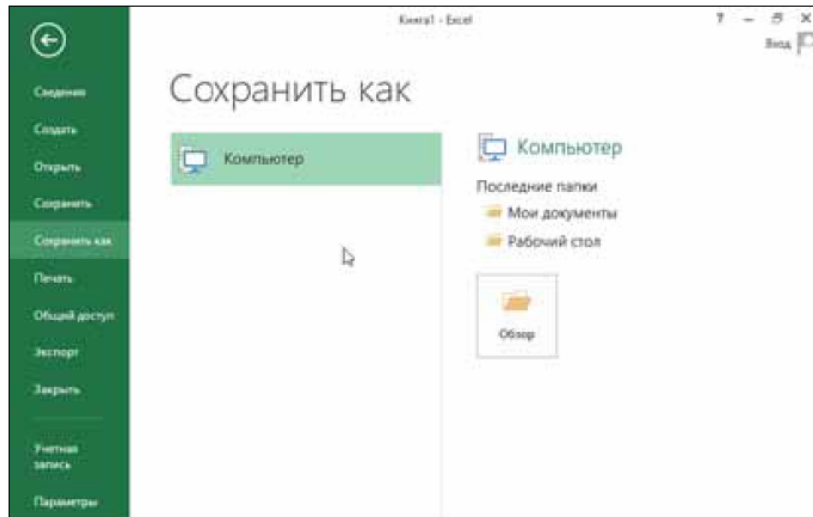 Книга1 - Excel
? – X
Вход
Сведения
Создать
Открыть
Сохранить
Сохранить как
Печать
Общий доступ
Экспорт
Закрыть
Учетная
запись
Параметры
Сохранить как
Компьютер
Компьютер
Последние папки
Мои документы
Рабочий стол
Обзор